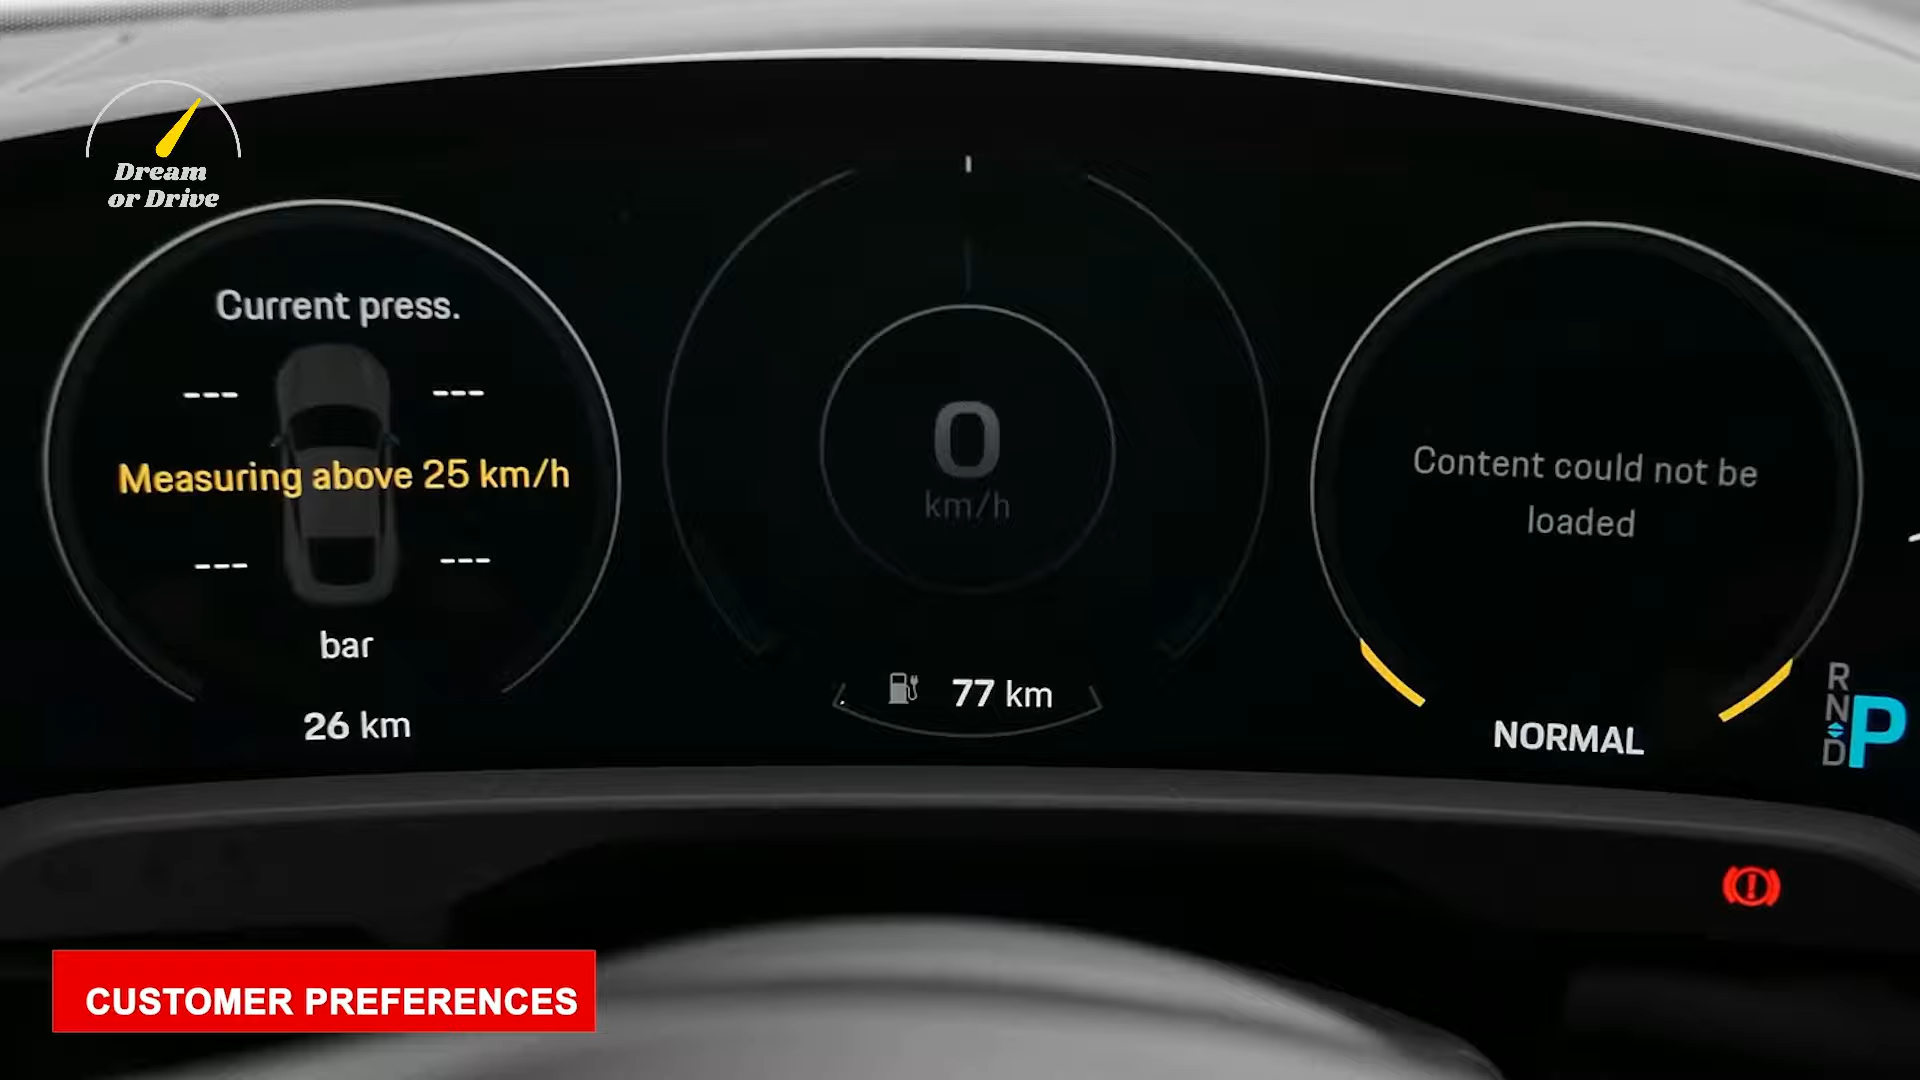 Dream
or Drive
Current press.
--- ---
Measuring above 25 km/h
--- ---
bar
26 km
0
km/h
77 km
Content could not be
loaded
NORMAL
R
N
D
P
CUSTOMER PREFERENCES